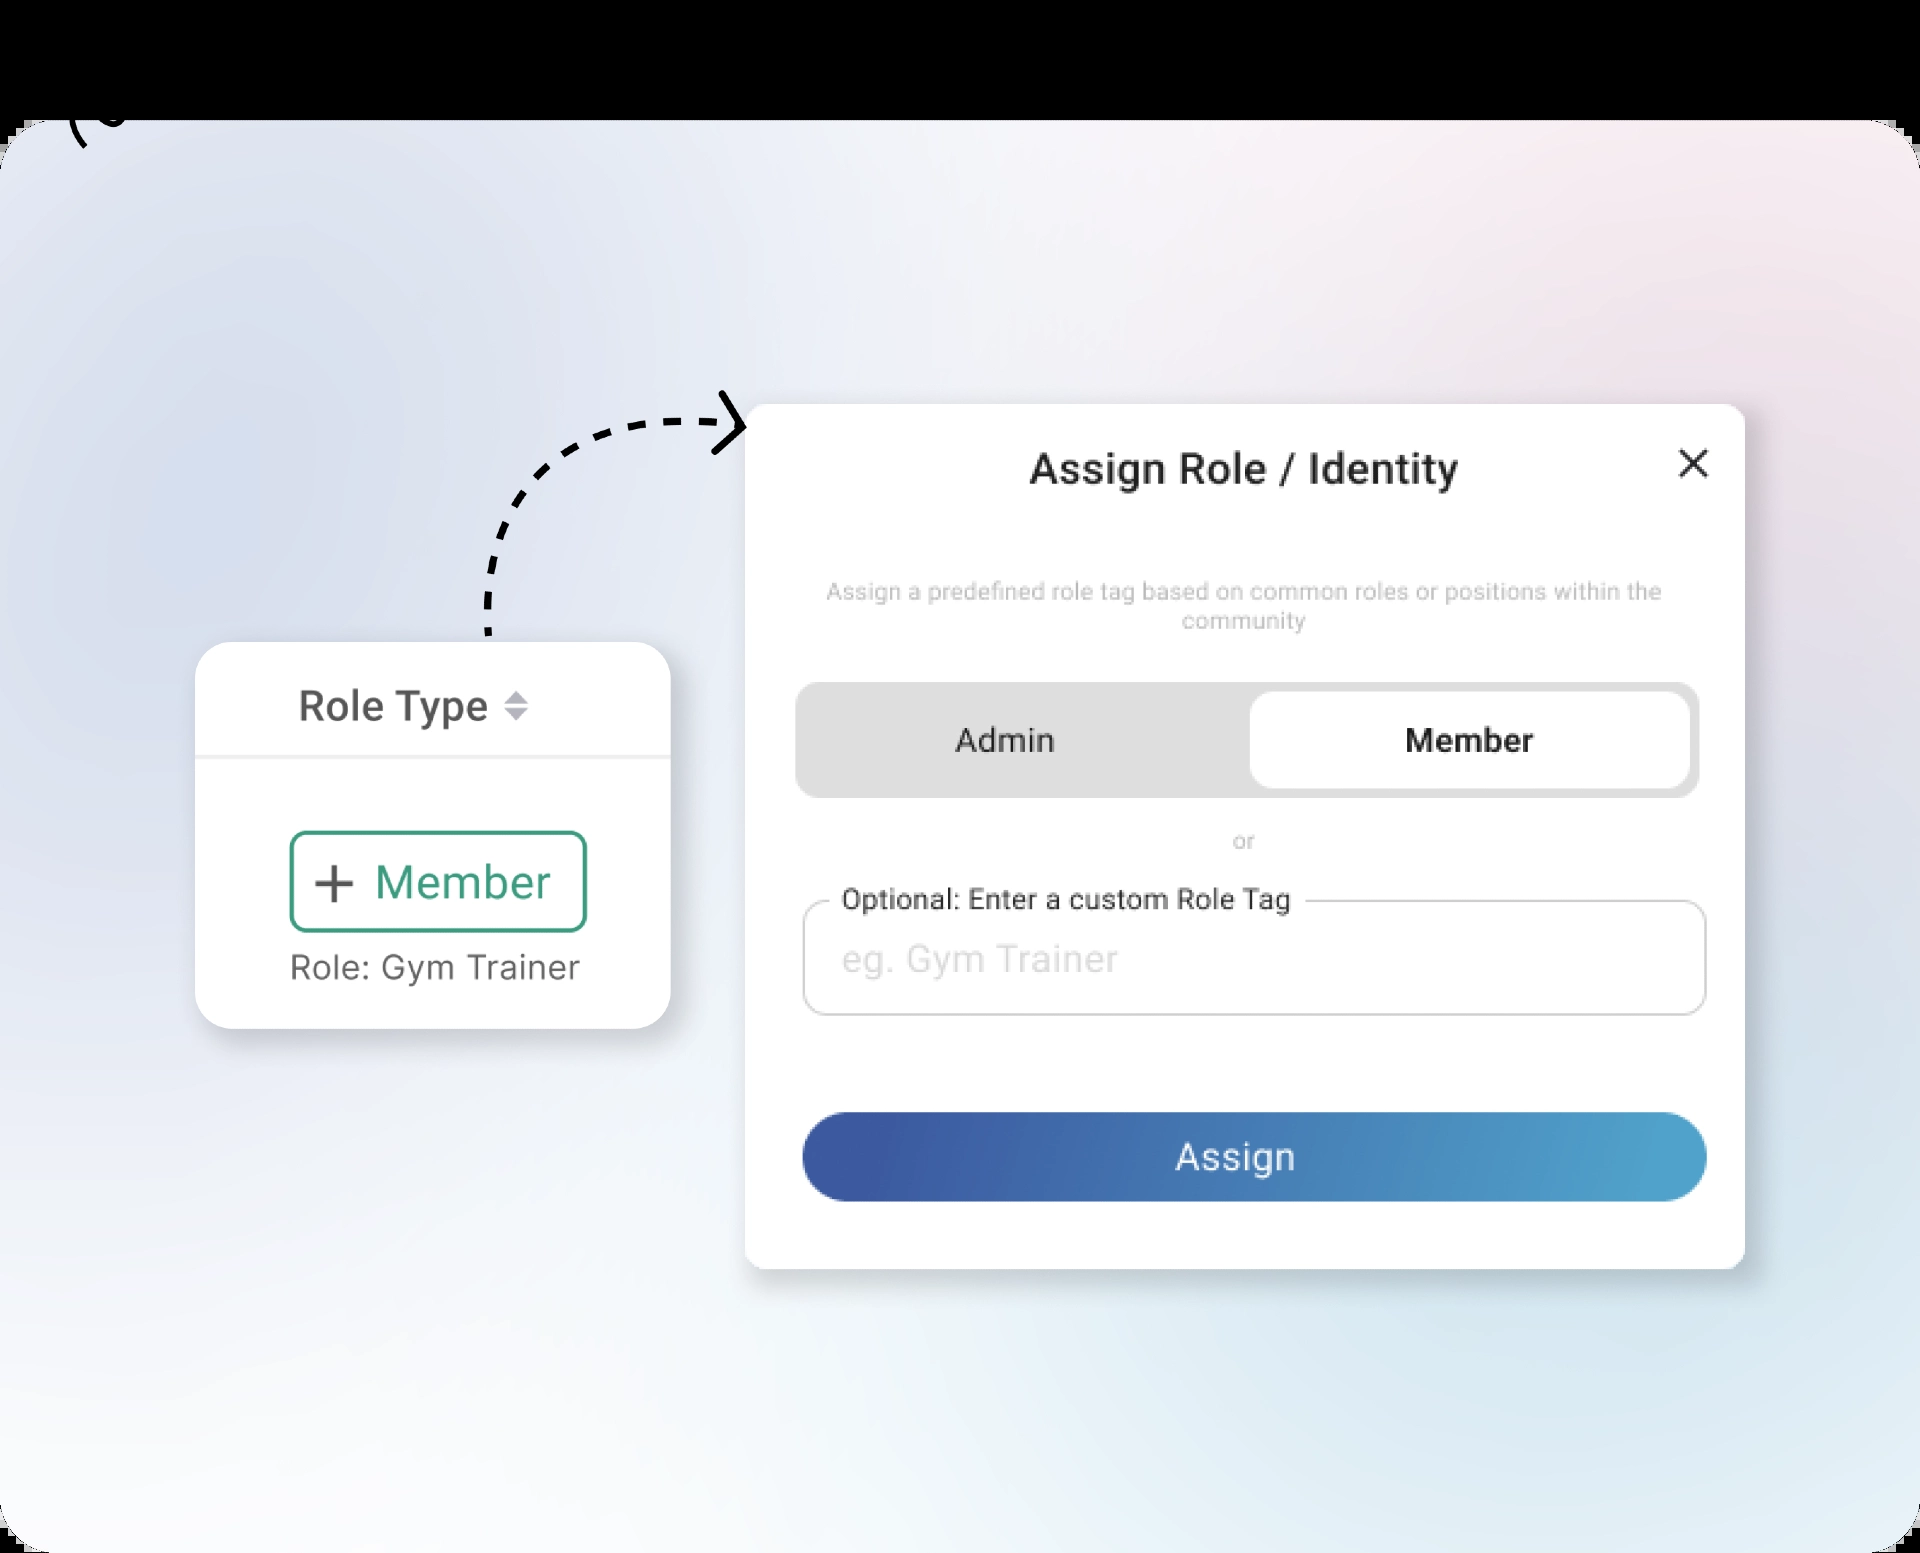 Role Type
+ Member
Role: Gym Trainer
Assign Role / Identity
Assign a predefined role tag based on common roles or positions within the
community
Admin
Member
or
Optional: Enter a custom Role Tag
eg. Gym Trainer
Assign